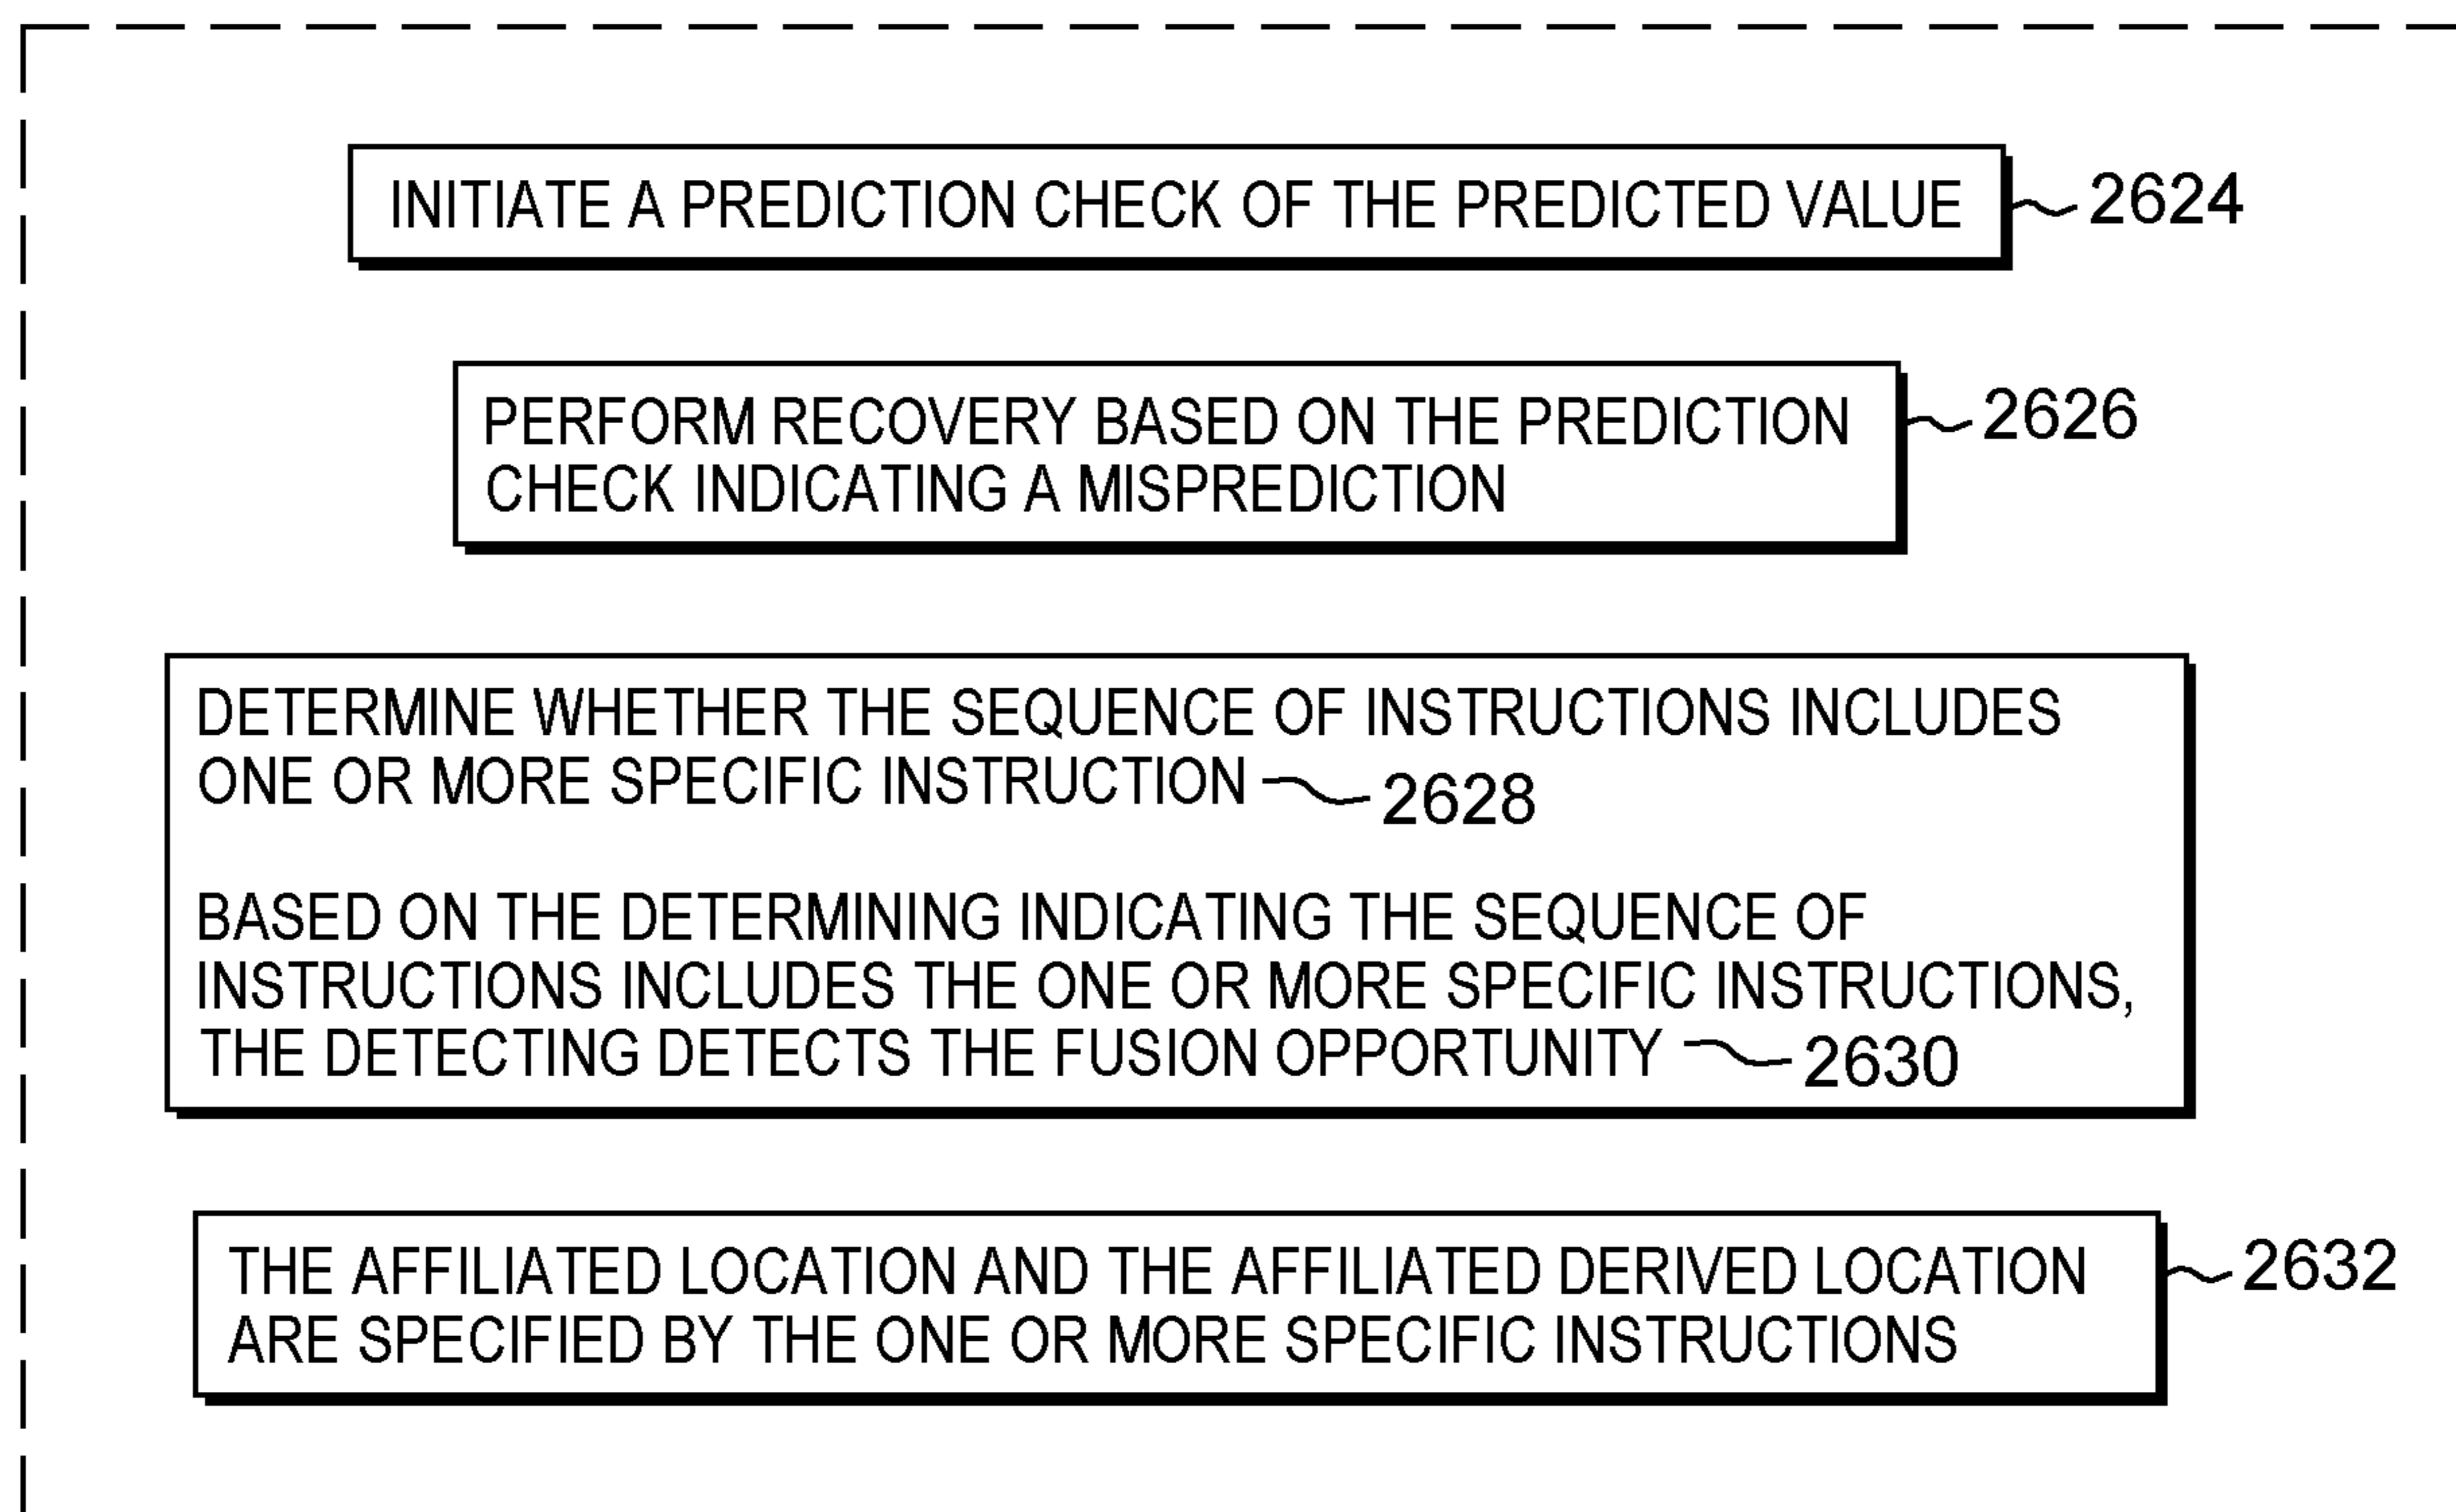 INITIATE A PREDICTION CHECK OF THE PREDICTED VALUE 2624
PERFORM RECOVERY BASED ON THE PREDICTION 2626
CHECK INDICATING A MISPREDICTION
DETERMINE WHETHER THE SEQUENCE OF INSTRUCTIONS INCLUDES
ONE OR MORE SPECIFIC INSTRUCTION 2628
BASED ON THE DETERMINING INDICATING THE SEQUENCE OF
INSTRUCTIONS INCLUDES THE ONE OR MORE SPECIFIC INSTRUCTIONS,
THE DETECTING DETECTS THE FUSION OPPORTUNITY 2630
THE AFFILIATED LOCATION AND THE AFFILIATED DERIVED LOCATION 2632
ARE SPECIFIED BY THE ONE OR MORE SPECIFIC INSTRUCTIONS